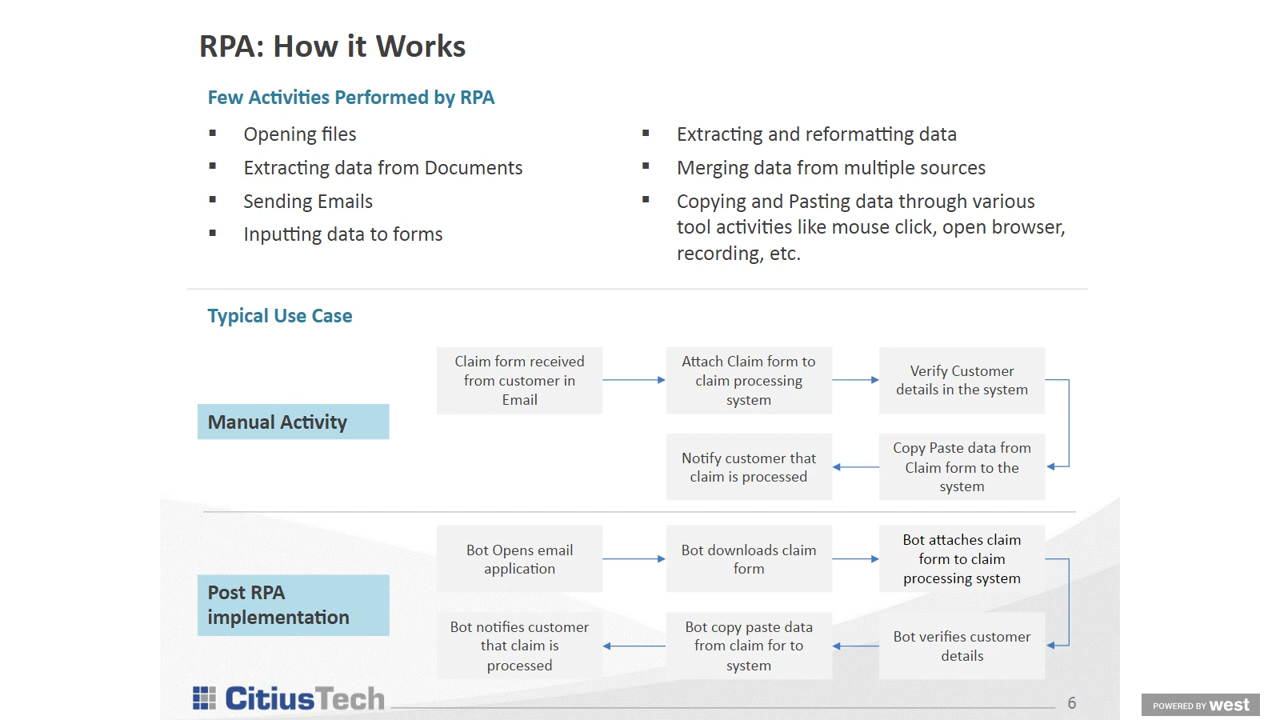 RPA: How it Works
Few Activities Performed by RPA
▪ Opening files
▪ Extracting data from Documents
▪ Sending Emails
▪ Inputting data to forms
▪ Extracting and reformatting data
▪ Merging data from multiple sources
▪ Copying and Pasting data through various
tool activities like mouse click, open browser,
recording, etc.
Typical Use Case
Manual Activity
Claim form received
from customer in
Email
Attach Claim form to
claim processing
system
Verify Customer
details in the system
Copy Paste data from
Claim form to the
system
Notify customer that
claim is processed
Post RPA
implementation
Bot Opens email
application
Bot downloads claim
form
Bot attaches claim
form to claim
processing system
Bot verifies customer
details
Bot copy paste data
from claim for to
system
Bot notifies customer
that claim is
processed
CitiusTech
6
POWERED BY west